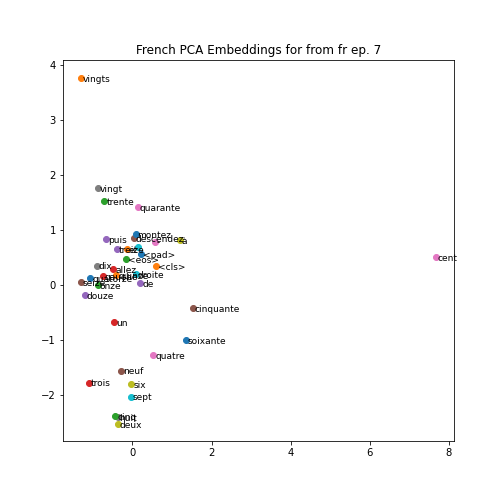 French PCA Embeddings for from fr ep. 7
4
vingts
3
2
vingt
trente
quarante
1
montez
puis
descendez
a
<pad>
<eos>
<cls>
cent
dix
allez
droite
0
onze
de
douze
cinquante
un
-1
soixante
quatre
neuf
trois
six
-2
sept
deux
0
2
4
6
8